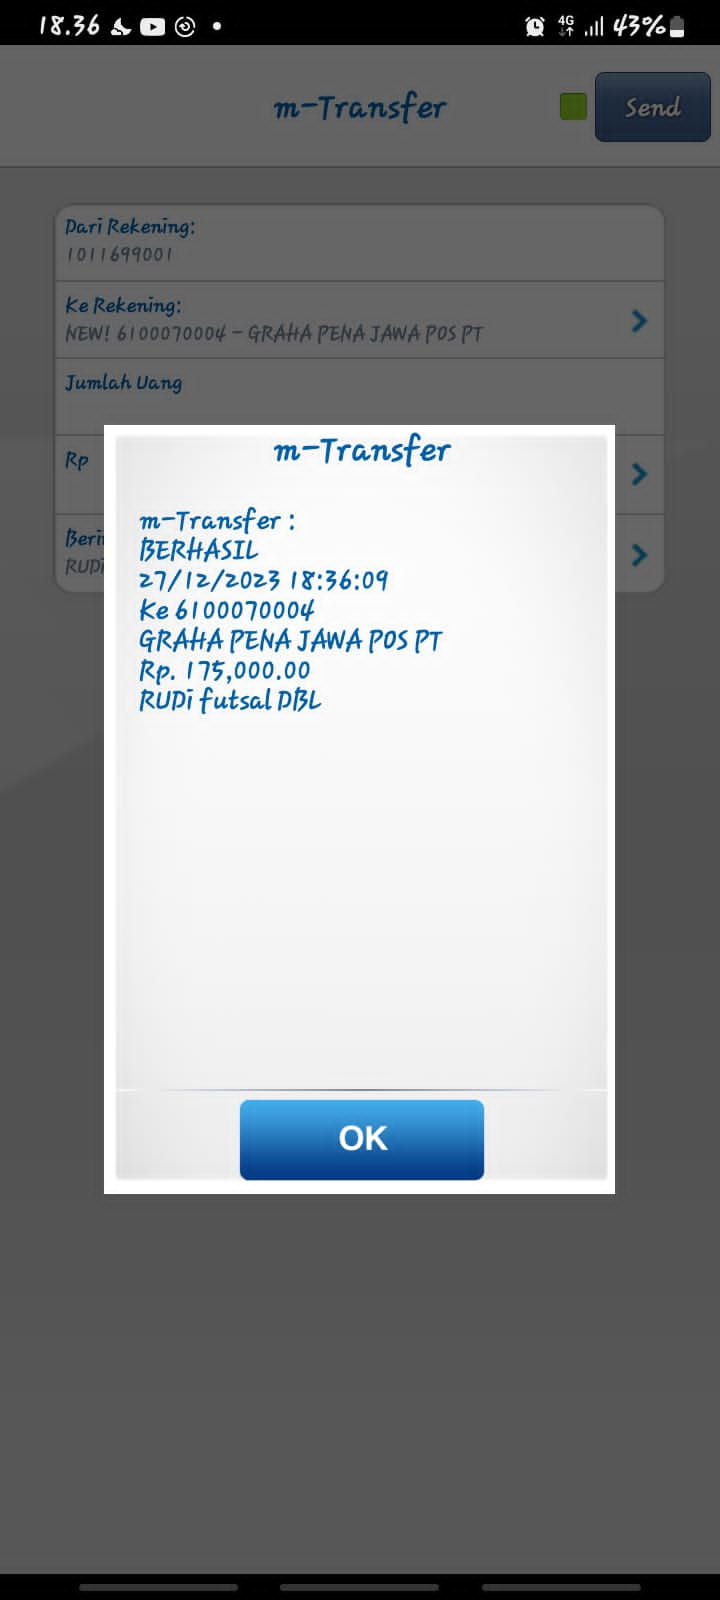 18.36
4G
43%
m-Transfer
Send
Dari Rekening:
1011699001
Ke Rekening:
NEW! 6100070004 - GRAHA PENA JAWA POS PT
Jumlah Uang
Rp
RUDi
m-Transfer
m-Transfer :
BERHASIL
27/12/2023 18:36:09
Ke 6100070004
GRAHA PENA JAWA POS PT
Rp. 175,000.00
RUDi futsal DBL
OK